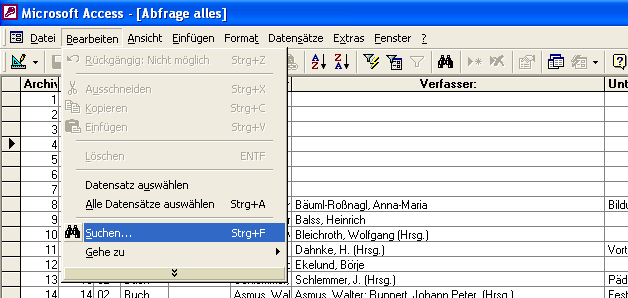 Microsoft Access - [Abfrage alles]
Datei Bearbeiten Ansicht Einfügen Format Datensätze Extras Fenster ?
Rückgängig: Nicht möglich Strg+Z
Ausschneiden Strg+X
Kopieren Strg+C
Einfügen Strg+V
Löschen ENTF
Datensatz auswählen
Alle Datensätze auswählen Strg+A
Suchen... Strg+F
Gehe zu
Archiv Verfasser: Unt
1
2
3
4
5
6
7
8 Bäuml-Roßnagl, Anna-Maria Bildu
9 Balss, Heinrich
10 Bleichroth, Wolfgang (Hrsg.)
11 Dahnke, H. (Hrsg.) Vort
12 Ekelund, Börje
13 Schlemmer, J. (Hrsg.) Prax
14 14 02 Buch Asmus, Wal Asmus, Walter; Runnert, Johann Peter, (Hrsg.) Fest